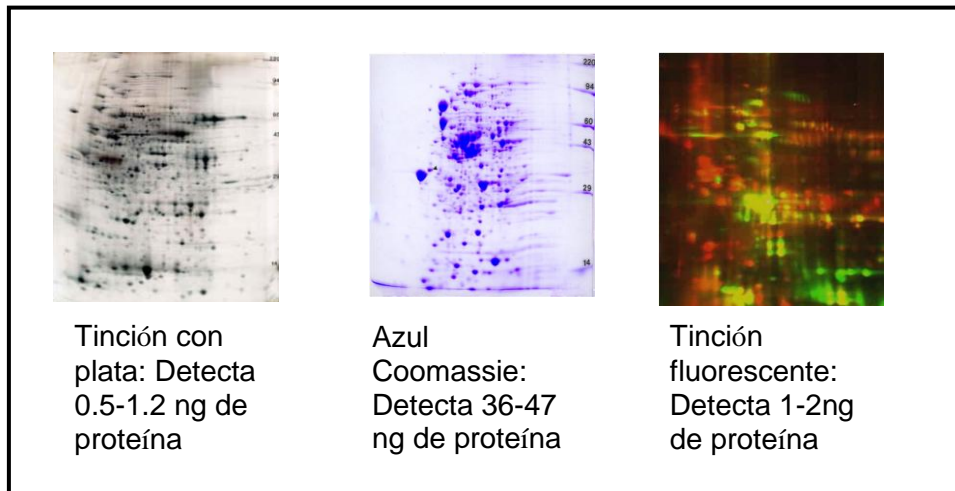 220
94
60
43
29
14
220
94
60
43
29
14
Tinción con
plata: Detecta
0.5-1.2 ng de
proteína
Azul
Coomassie:
Detecta 36-47
ng de proteína
Tinción
fluorescente:
Detecta 1-2ng
de proteína